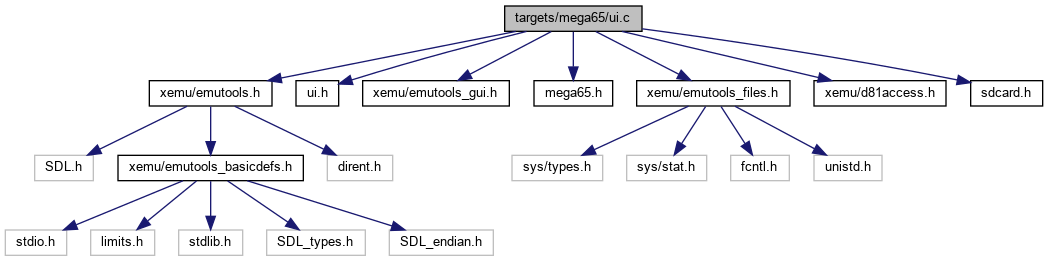 targets/mega65/ui.c
xemu/emutools.h
ui.h
xemu/emutools_gui.h
mega65.h
xemu/emutools_files.h
xemu/d81access.h
sdcard.h
SDL.h
xemu/emutools_basicdefs.h
dirent.h
sys/types.h
sys/stat.h
fcntl.h
unistd.h
stdio.h
limits.h
stdlib.h
SDL_types.h
SDL_endian.h